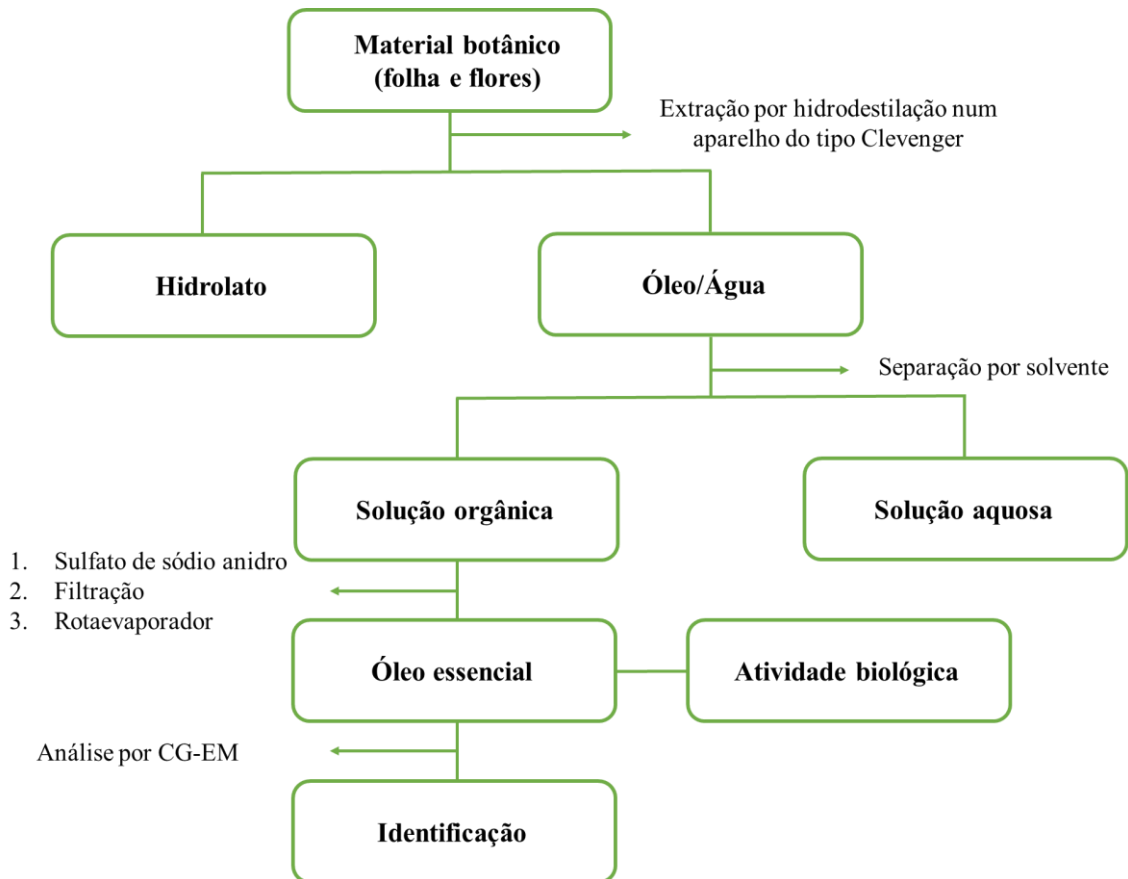 Material botânico
(folha e flores)
Extração por hidrodestilação num
aparelho do tipo Clevenger
Hidrolato
Óleo/Água
Separação por solvente
Solução orgânica
Solução aquosa
1. Sulfato de sódio anidro
2. Filtração
3. Rotaevaporador
Óleo essencial
Atividade biológica
Análise por CG-EM
Identificação